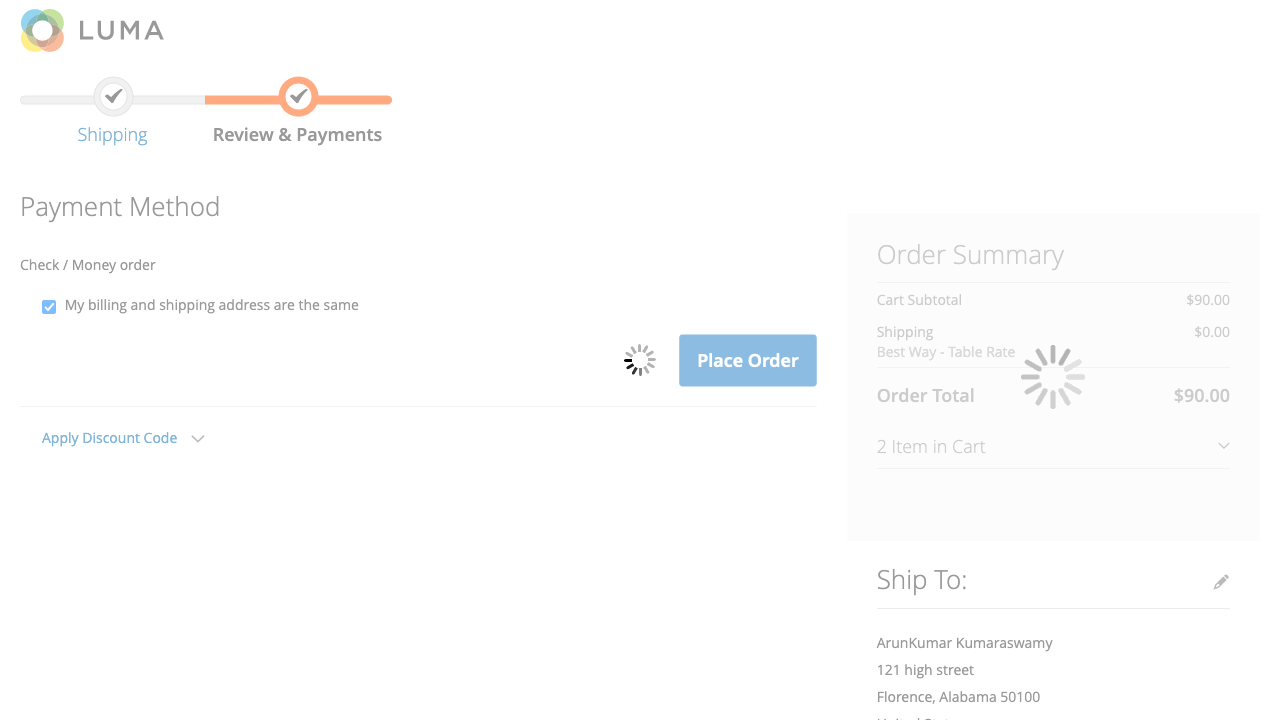 LUMA
Shipping
Review & Payments
Payment Method
Check / Money order
My billing and shipping address are the same
Place Order
Apply Discount Code
Order Summary
Cart Subtotal $90.00
Shipping $0.00
Best Way - Table Rate
Order Total $90.00
2 Item in Cart
Ship To:
ArunKumar Kumaraswamy
121 high street
Florence, Alabama 50100